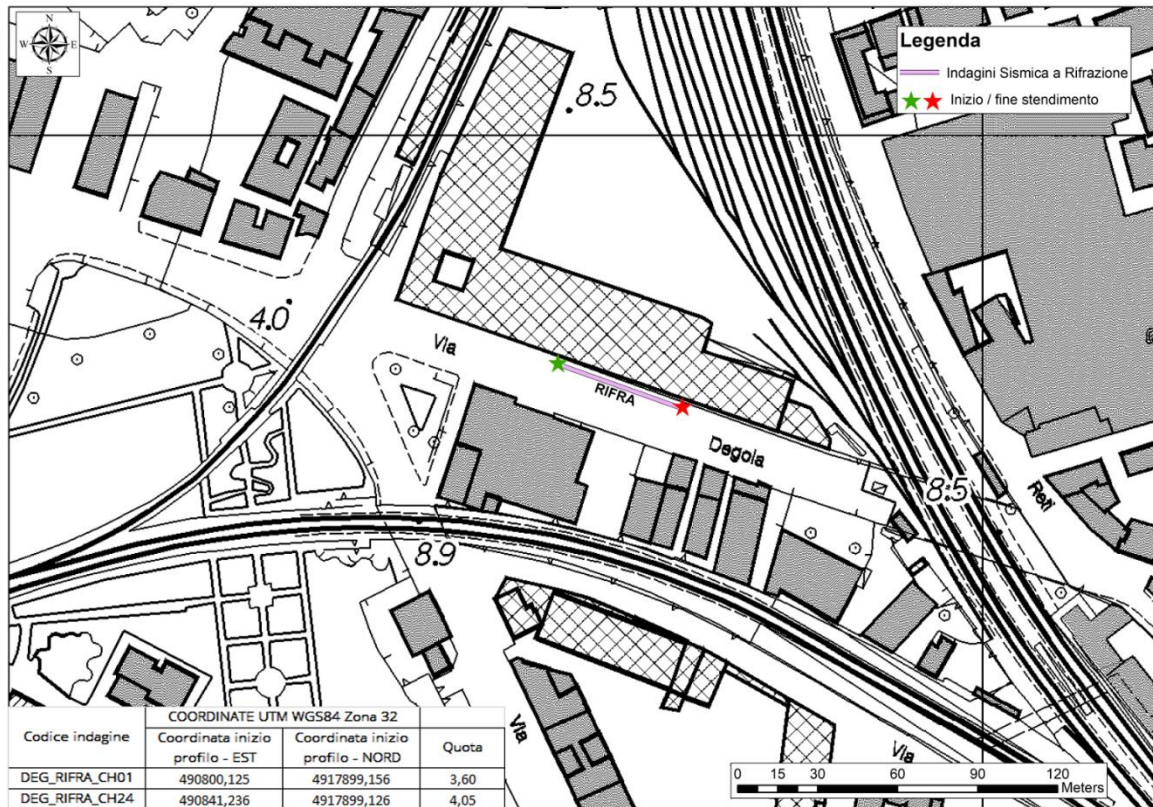 N
W E
S
Legenda
Indagini Sismica a Rifrazione
Inizio / fine stendimento
8.5
4.0
Via
RIFRA
Degola
8.5
Reti
8.9
Via
Via
COORDINATE UTM WGS84 Zona 32
Codice indagine
Coordinata inizio profilo - EST
Coordinata inizio profilo - NORD
Quota
DEG_RIFRA_CH01 490800,125 4917899,156 3,60
DEG_RIFRA_CH24 490841,236 4917899,126 4,05
0 15 30 60 90 120
Meters